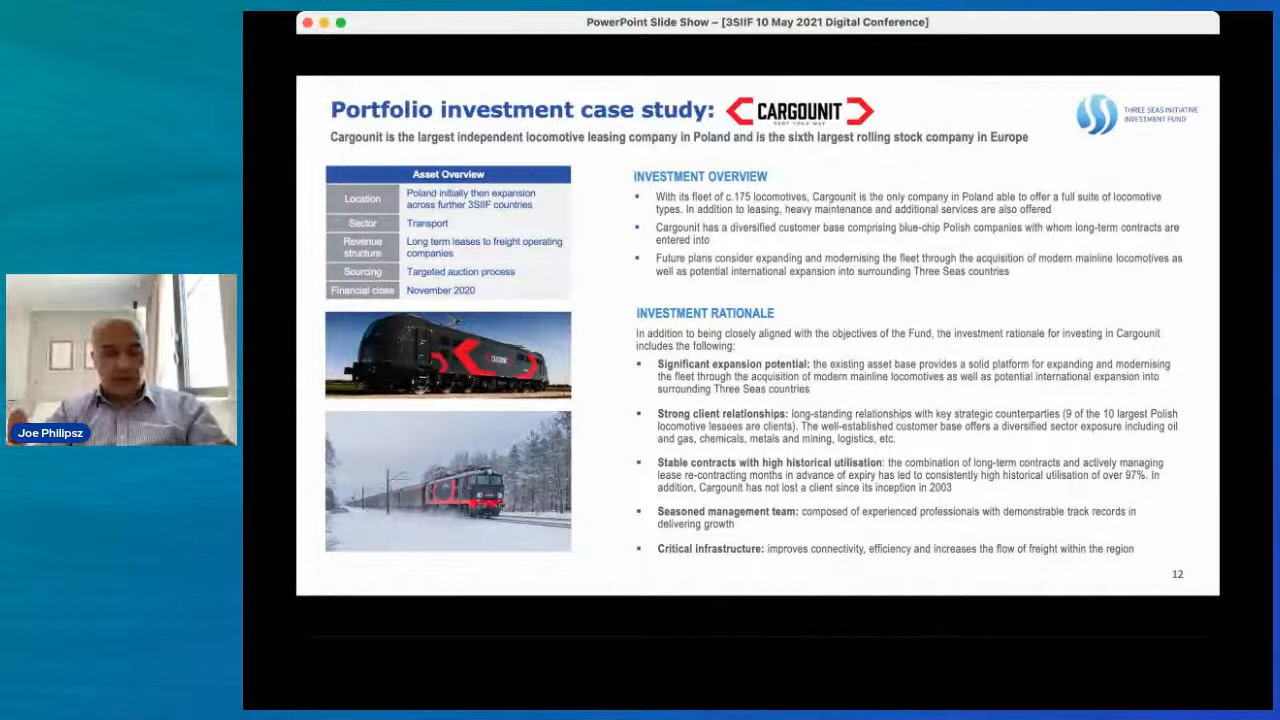 PowerPoint Slide Show – [3SIIF 10 May 2021 Digital Conference]
Portfolio investment case study:
CARGOUNIT
RENT YOUR WAY
THREE SEAS INITIATIVE
INVESTMENT FUND
Cargounit is the largest independent locomotive leasing company in Poland and is the sixth largest rolling stock company in Europe
Asset Overview
Location
Poland initially then expansion
across further 3SIIF countries
Sector
Transport
Revenue
structure
Long term leases to freight operating
companies
Sourcing
Targeted auction process
Financial close
November 2020
CARGOUNIT
INVESTMENT OVERVIEW
▪ With its fleet of c.175 locomotives, Cargounit is the only company in Poland able to offer a full suite of locomotive
types. In addition to leasing, heavy maintenance and additional services are also offered
▪ Cargounit has a diversified customer base comprising blue-chip Polish companies with whom long-term contracts are
entered into
▪ Future plans consider expanding and modernising the fleet through the acquisition of modern mainline locomotives as
well as potential international expansion into surrounding Three Seas countries
INVESTMENT RATIONALE
In addition to being closely aligned with the objectives of the Fund, the investment rationale for investing in Cargounit
includes the following:
▪ Significant expansion potential: the existing asset base provides a solid platform for expanding and modernising
the fleet through the acquisition of modern mainline locomotives as well as potential international expansion into
surrounding Three Seas countries
▪ Strong client relationships: long-standing relationships with key strategic counterparties (9 of the 10 largest Polish
locomotive lessees are clients). The well-established customer base offers a diversified sector exposure including oil
and gas, chemicals, metals and mining, logistics, etc.
▪ Stable contracts with high historical utilisation: the combination of long-term contracts and actively managing
lease re-contracting months in advance of expiry has led to consistently high historical utilisation of over 97%. In
addition, Cargounit has not lost a client since its inception in 2003
▪ Seasoned management team: composed of experienced professionals with demonstrable track records in
delivering growth
▪ Critical infrastructure: improves connectivity, efficiency and increases the flow of freight within the region
12
Joe Philipsz